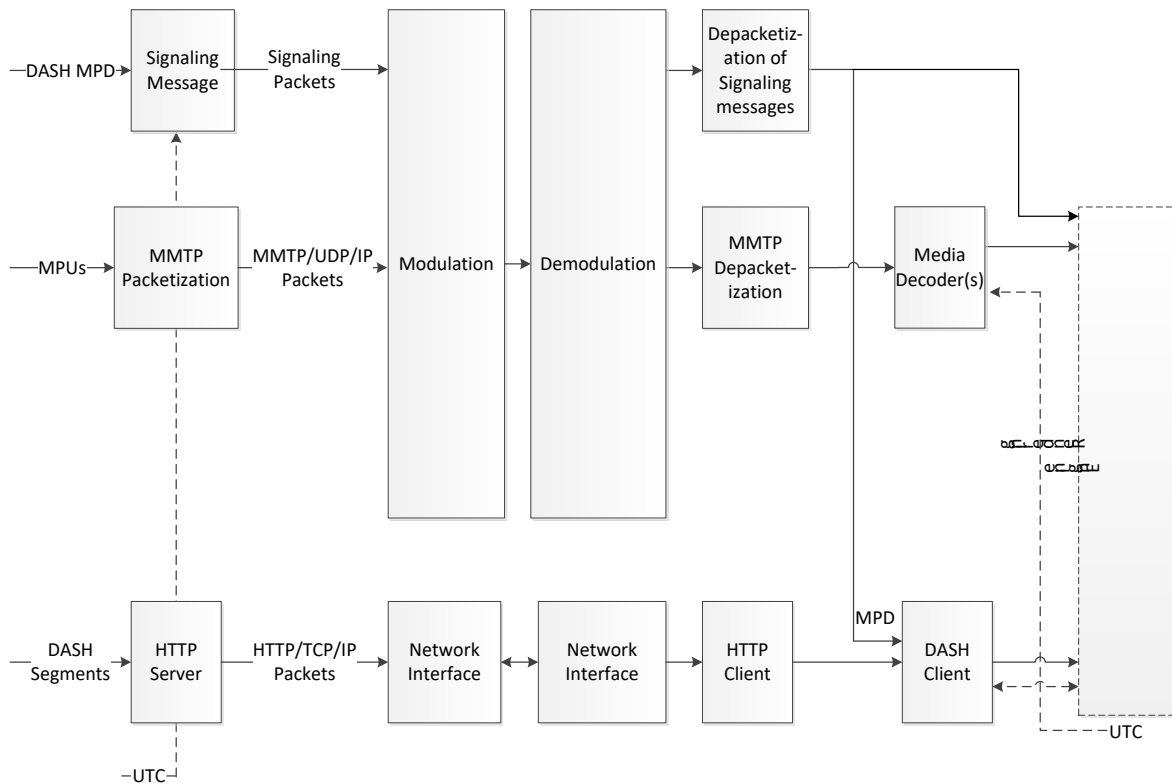 DASH MPD
Signaling
Message
Signaling
Packets
Depacketiz-
ation of
Signaling
messages
MPUs
MMTP
Packetization
MMTP/UDP/IP
Packets
Modulation
Demodulation
MMTP
Depacket-
ization
Media
Decoder(s)
MPD
DASH
Segments
HTTP
Server
HTTP/TCP/IP
Packets
Network
Interface
Network
Interface
HTTP
Client
DASH
Client
UTC
UTC